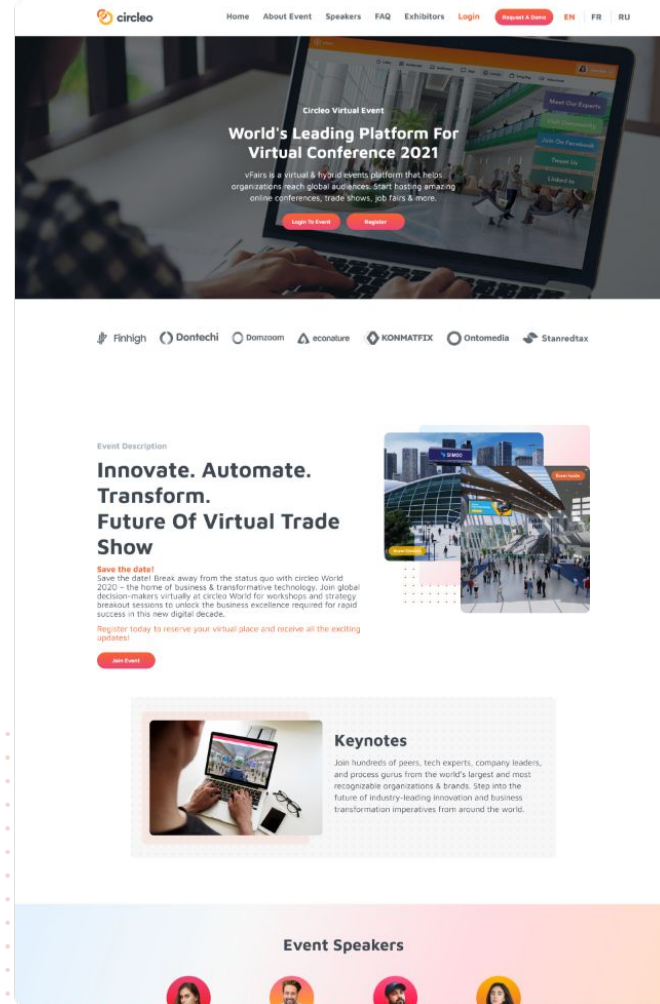 circleo
Home About Event Speakers FAQ Exhibitors Login Request A Demo EN FR RU
Meet Our Experts
Visit Community
Join On Facebook
Tweet Us
Linked In
Circleo Virtual Event
World's Leading Platform For
Virtual Conference 2021
vFairs is a virtual & hybrid events platform that helps
organizations reach global audiences. Start hosting amazing
online conferences, trade shows, job fairs & more.
Login To Event Register
Finhigh Dontechi Domzoom econature KONMATFIX Ontomedia Stanredtax
Event Description
Innovate. Automate.
Transform.
Future Of Virtual Trade
Show
Save the date!
Save the date! Break away from the status quo with circleo World
2020 – the home of business & transformative technology. Join global
decision-makers virtually at circleo World for workshops and strategy
breakout sessions to unlock the business excellence required for rapid
success in this new digital decade.
Register today to reserve your virtual place and receive all the exciting
updates!
Join Event
Keynotes
Join hundreds of peers, tech experts, company leaders,
and process gurus from the world's largest and most
recognizable organizations & brands. Step into the
future of industry-leading innovation and business
transformation imperatives from around the world.
Event Speakers